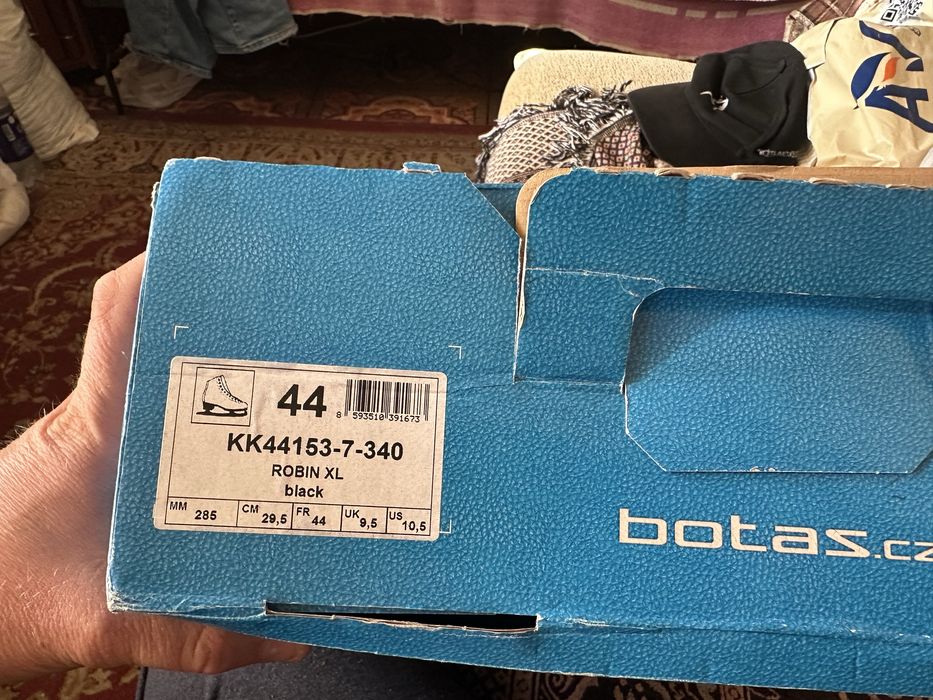 44
8 593510 391673
KK44153-7-340
ROBIN XL
black
MM 285 CM 29,5 FR 44 UK 9,5 US 10,5
botas.cz